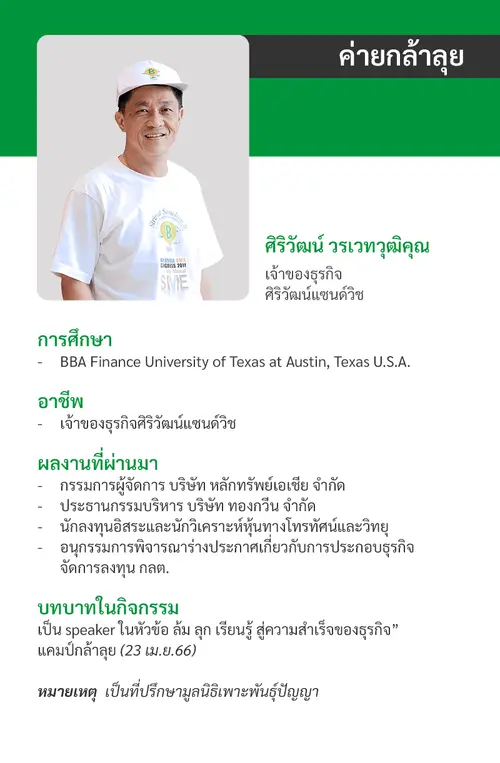 ค่ายกล้าลุย
ศิริวัฒน์ วรเวทวุฒิคุณ
เจ้าของธุรกิจ
ศิริวัฒน์แซนด์วิช
การศึกษา
- BBA Finance University of Texas at Austin, Texas U.S.A.
อาชีพ
- เจ้าของธุรกิจศิริวัฒน์แซนด์วิช
ผลงานที่ผ่านมา
- กรรมการผู้จัดการ บริษัท หลักทรัพย์เอเชีย จำกัด
- ประธานกรรมบริหาร บริษัท ทองกวีน จำกัด
- นักลงทุนอิสระและนักวิเคราะห์หุ้นทางโทรทัศน์และวิทยุ
- อนุกรรมการพิจารณาร่างประกาศเกี่ยวกับการประกอบธุรกิจ
จัดการลงทุน กลต.
บทบาทในกิจกรรม
เป็น speaker ในหัวข้อ ล้ม ลุก เรียนรู้ สู่ความสำเร็จของธุรกิจ”
แคมป์กล้าลุย (23 เม.ย.66)
หมายเหตุ เป็นที่ปรึกษามูลนิธิเพาะพันธุ์ปัญญา